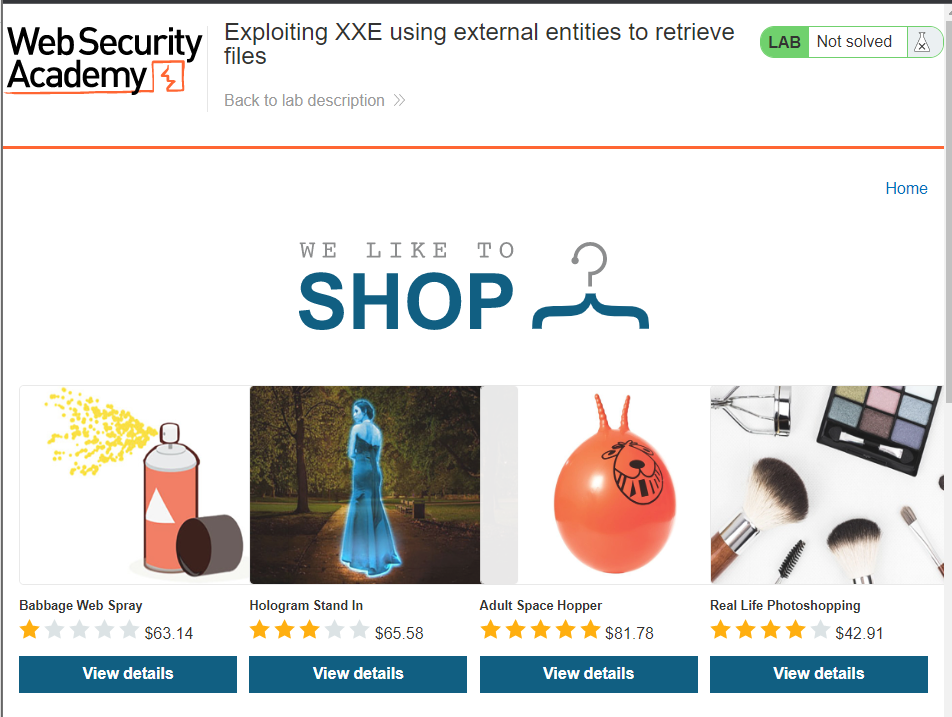 Web Security
Academy
Exploiting XXE using external entities to retrieve
files
Back to lab description
LAB Not solved
Home
WE LIKE TO
SHOP
Babbage Web Spray
$63.14
View details
Hologram Stand In
$65.58
View details
Adult Space Hopper
$81.78
View details
Real Life Photoshopping
$42.91
View details